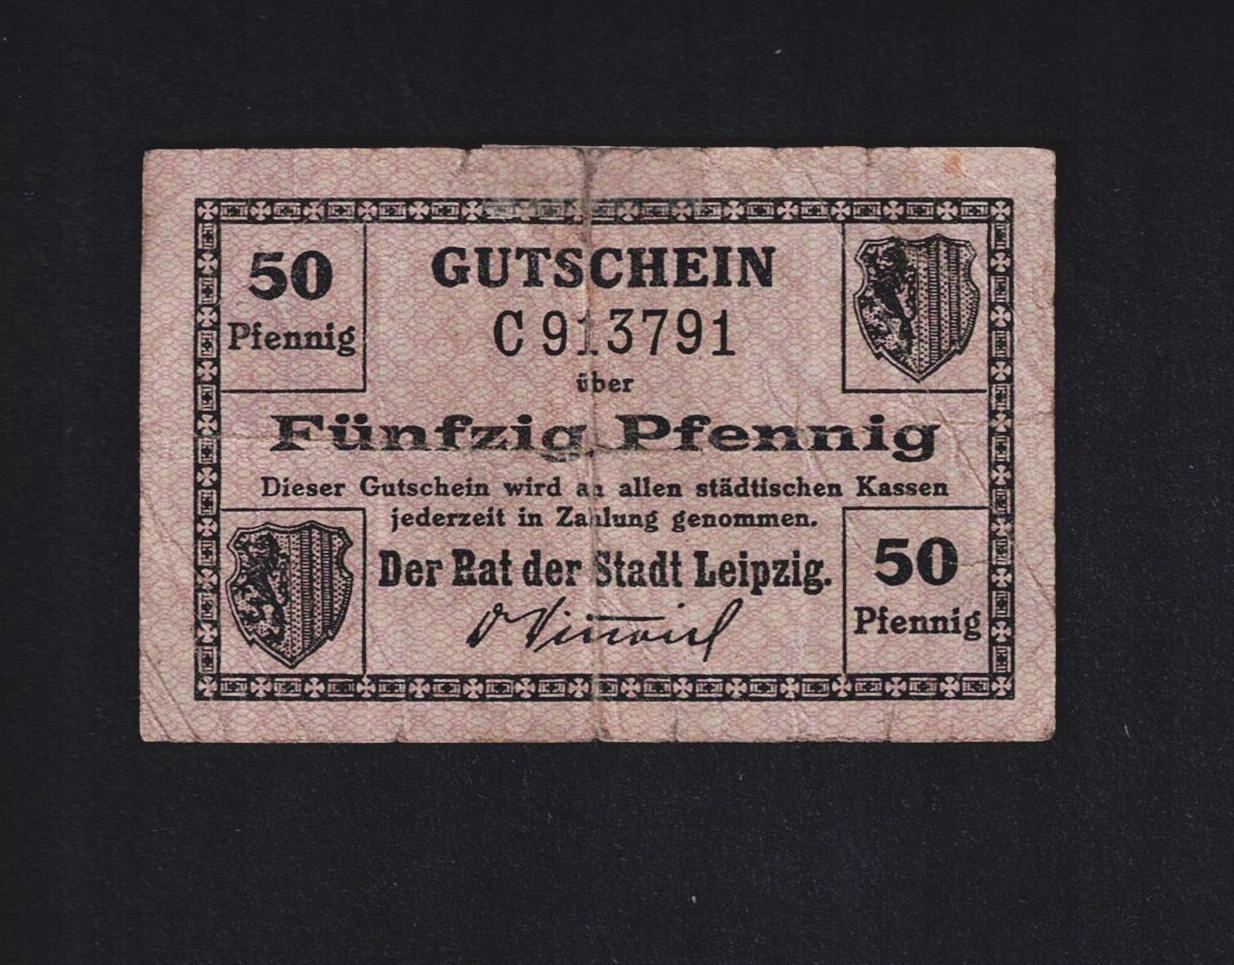 50
Pfennig
GUTSCHEIN
C 913791
über
Fünfzig Pfennig
Dieser Gutschein wird an allen städtischen Kassen
jederzeit in Zahlung genommen.
Der Rat der Stadt Leipzig.
50
Pfennig